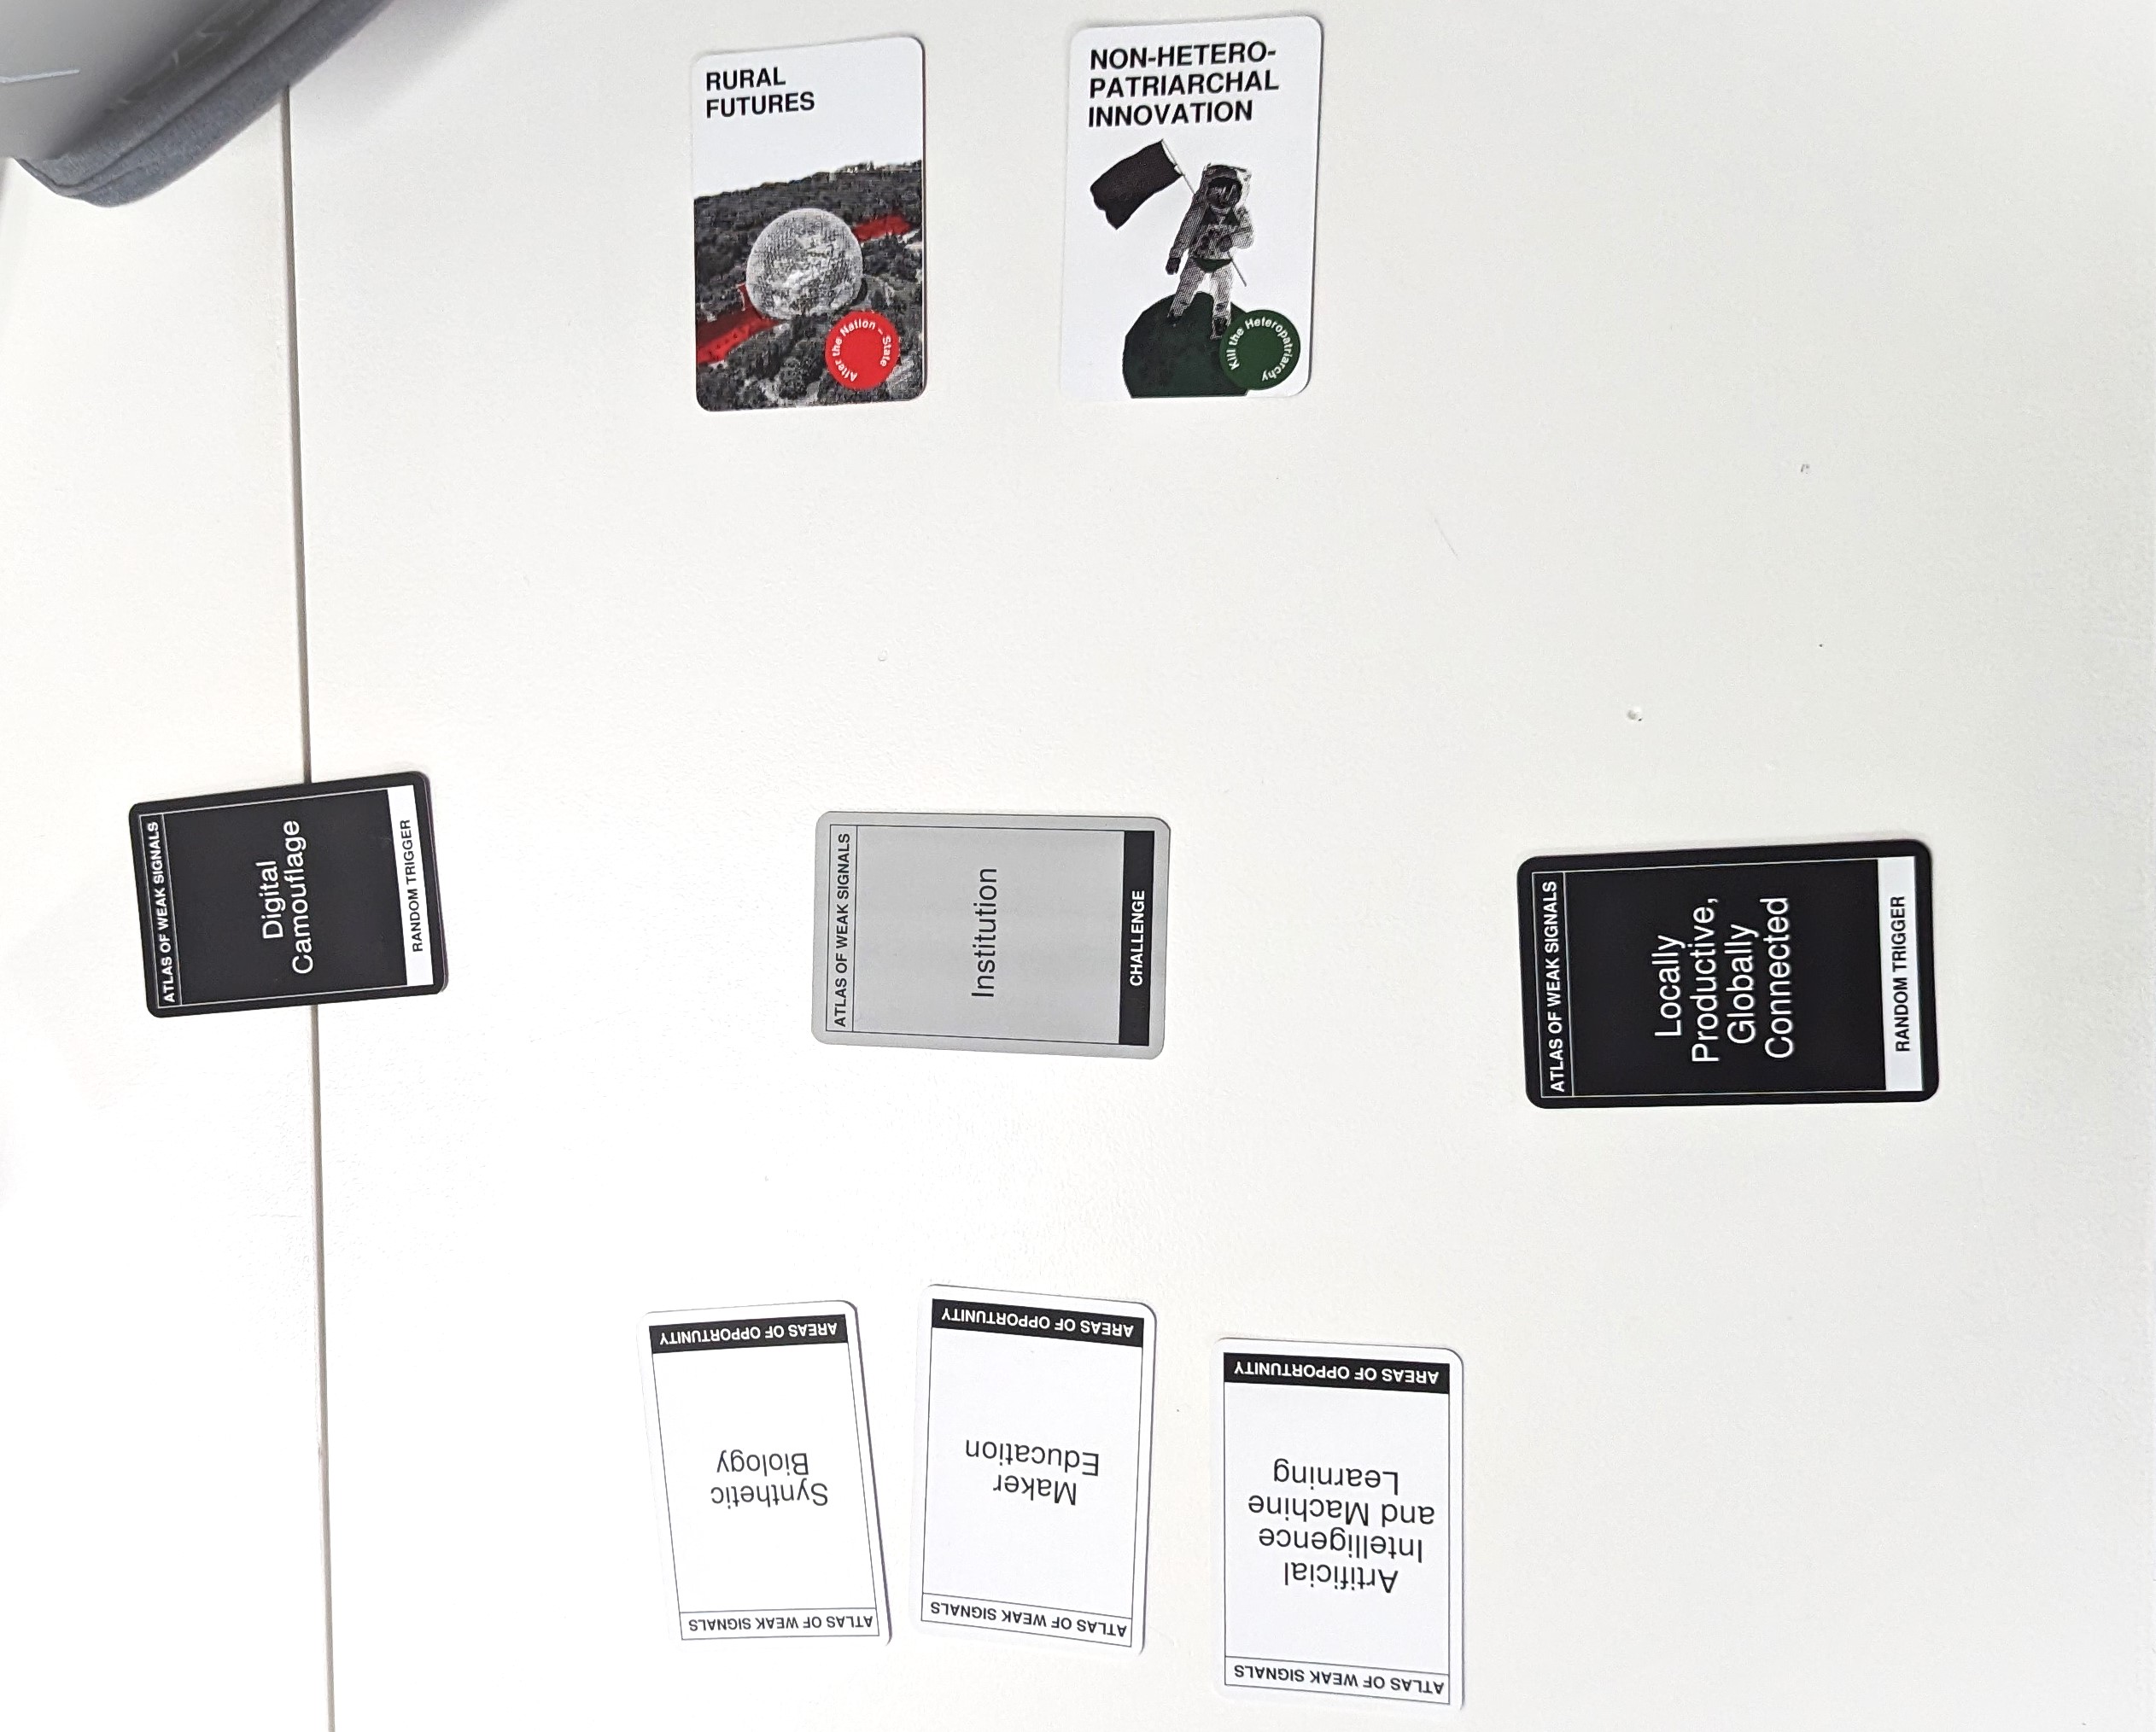 RURAL
FUTURES
After the Nation – State
NON-HETERO-
PATRIARCHAL
INNOVATION
Kill the Heteropatriarchy
ATLAS OF WEAK SIGNALS
Digital
Camouflage
RANDOM TRIGGER
ATLAS OF WEAK SIGNALS
Institution
CHALLENGE
ATLAS OF WEAK SIGNALS
Locally
Productive,
Globally
Connected
RANDOM TRIGGER
ATLAS OF WEAK SIGNALS
Synthetic
Biology
AREAS OF OPPORTUNITY
ATLAS OF WEAK SIGNALS
Maker
Education
AREAS OF OPPORTUNITY
ATLAS OF WEAK SIGNALS
Artificial
Intelligence
and Machine
Learning
AREAS OF OPPORTUNITY